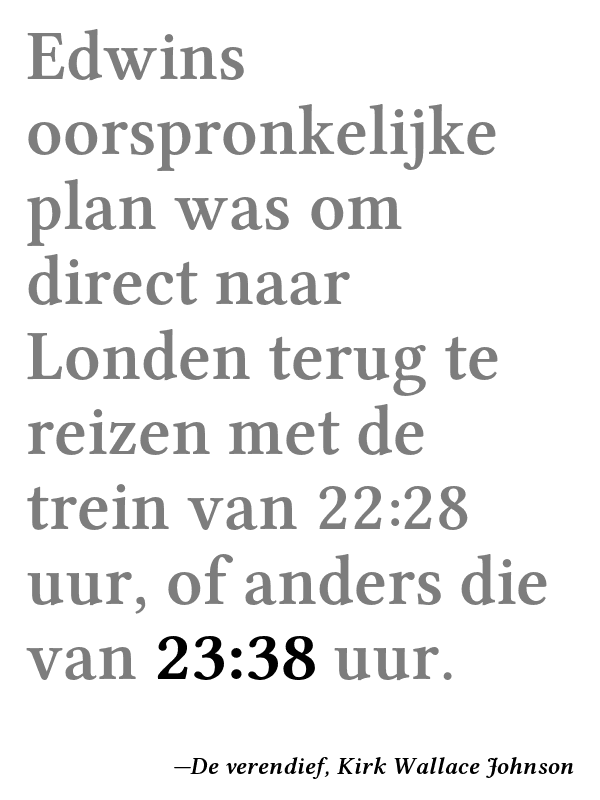 Edwins
oorspronkelijke
plan was om
direct naar
Londen terug te
reizen met de
trein van 22:28
uur, of anders die
van 23:38 uur.
—De verendief, Kirk Wallace Johnson